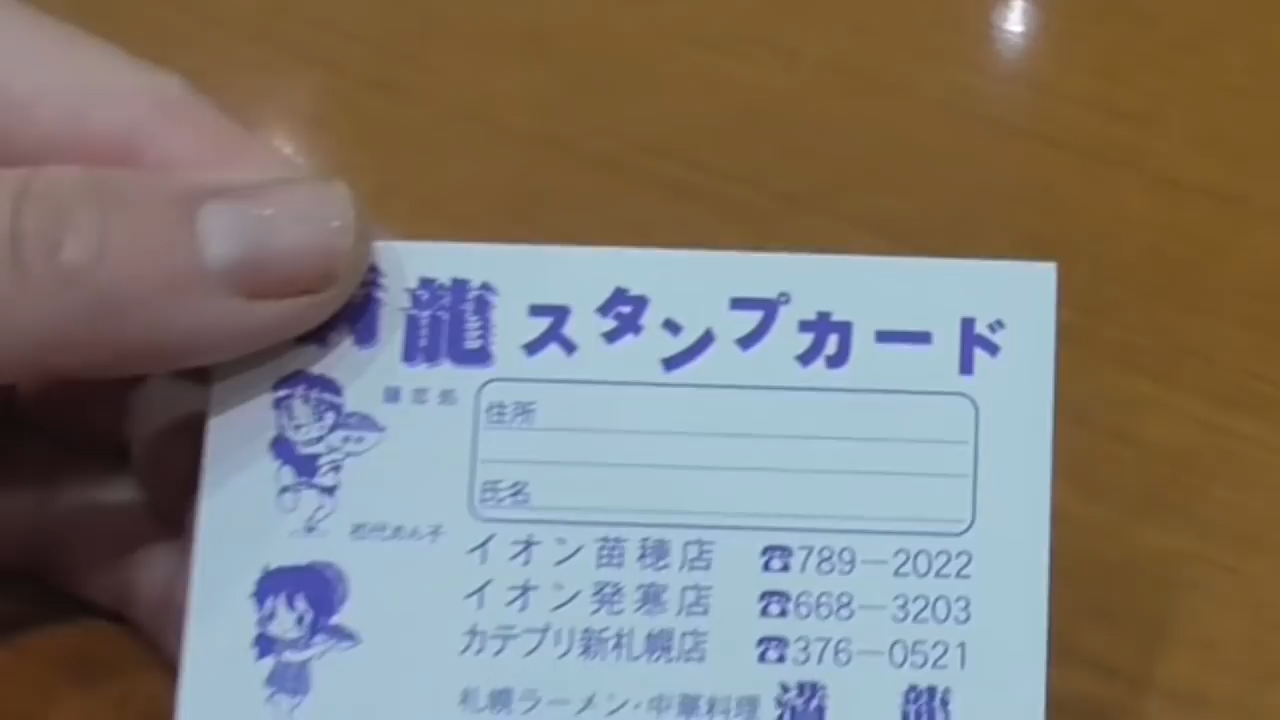 龍 スタンプカード
住所
氏名
イオン苗穂店 ☎789-2022
イオン発寒店 ☎668-3203
カテプリ新札幌店 ☎376-0521
札幌ラーメン・中華料理 満龍